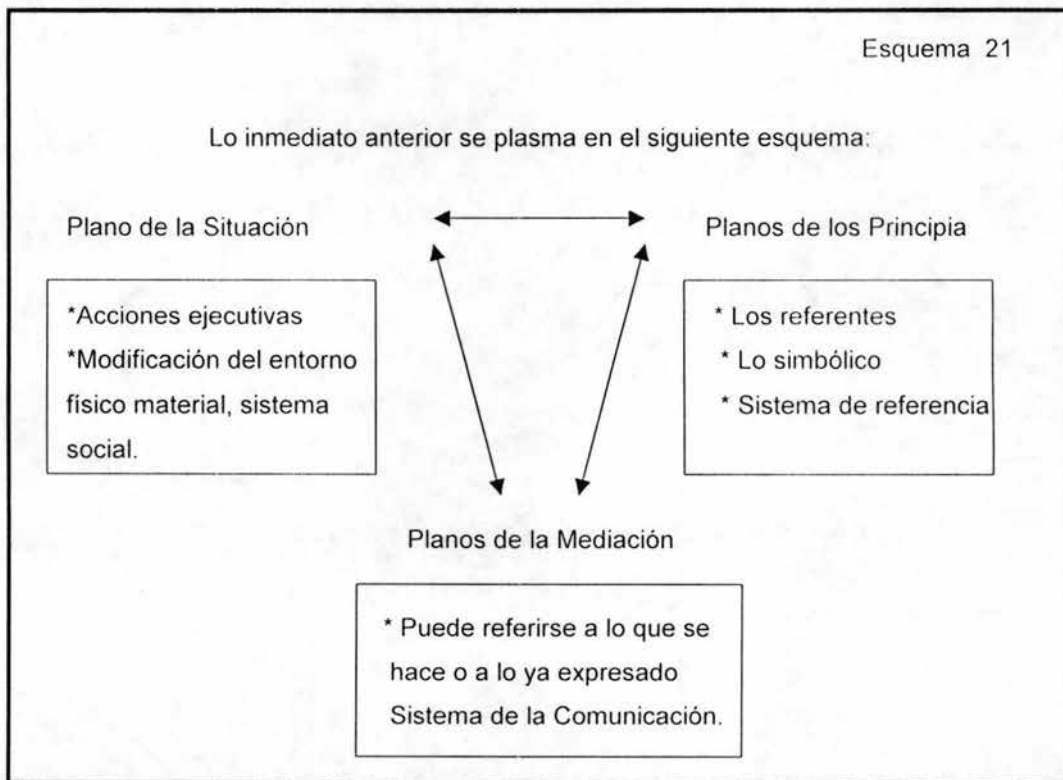 Esquema 21
Lo inmediato anterior se plasma en el siguiente esquema:
Plano de la Situación
Planos de los Principia
*Acciones ejecutivas
*Modificación del entorno
físico material, sistema
social.
* Los referentes
* Lo simbólico
* Sistema de referencia
Planos de la Mediación
* Puede referirse a lo que se
hace o a lo ya expresado
Sistema de la Comunicación.